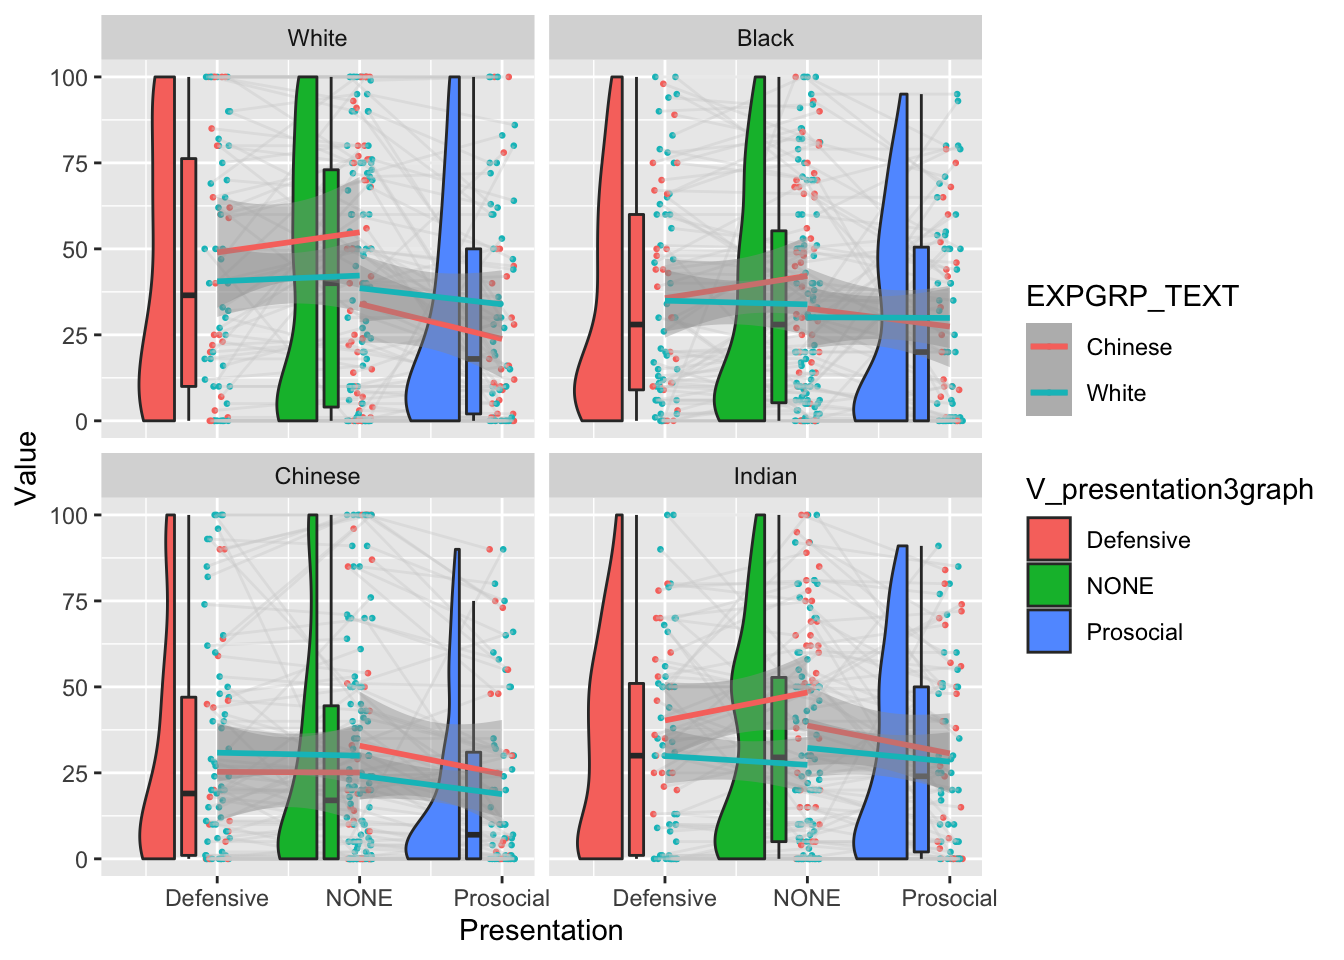 White
Black
100
75
50
25
0
Chinese
Indian
100
75
50
25
0
Value
Defensive
NONE
Prosocial
Defensive
NONE
Prosocial
Presentation
EXPGRP_TEXT
Chinese
White
V_presentation3graph
Defensive
NONE
Prosocial